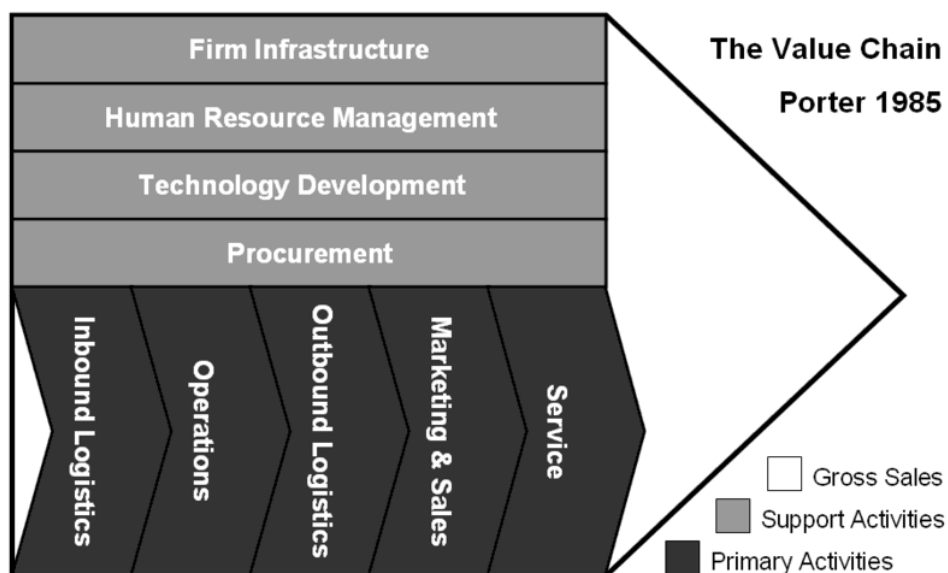 Firm Infrastructure
Human Resource Management
Technology Development
Procurement
Inbound Logistics
Operations
Outbound Logistics
Marketing & Sales
Service
The Value Chain
Porter 1985
Gross Sales
Support Activities
Primary Activities